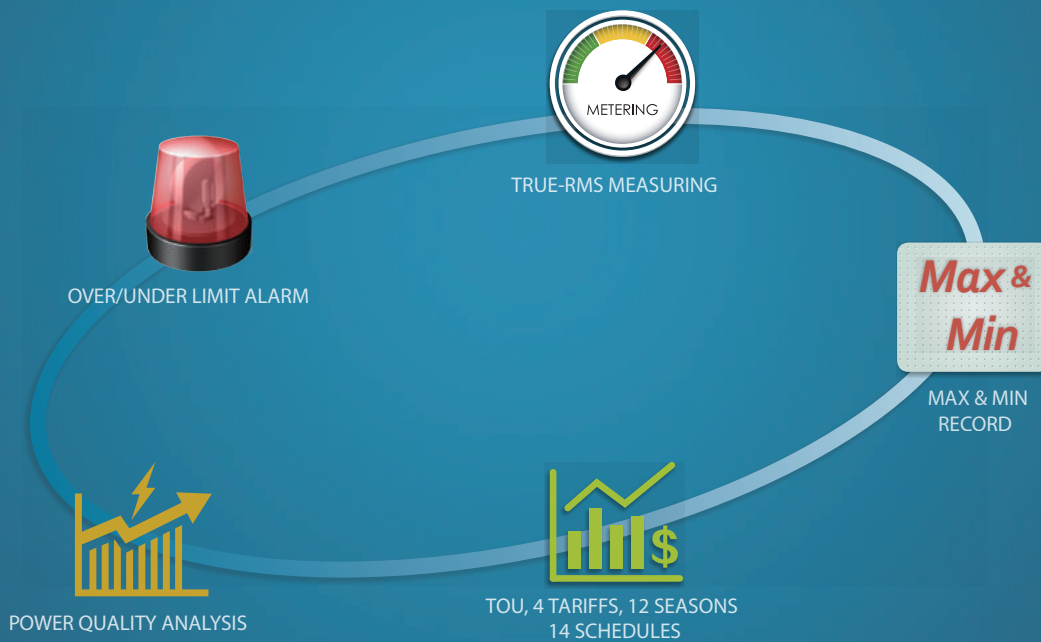 METERING
TRUE-RMS MEASURING
OVER/UNDER LIMIT ALARM
Max &
Min
MAX & MIN
RECORD
$
POWER QUALITY ANALYSIS
TOU, 4 TARIFFS, 12 SEASONS
14 SCHEDULES